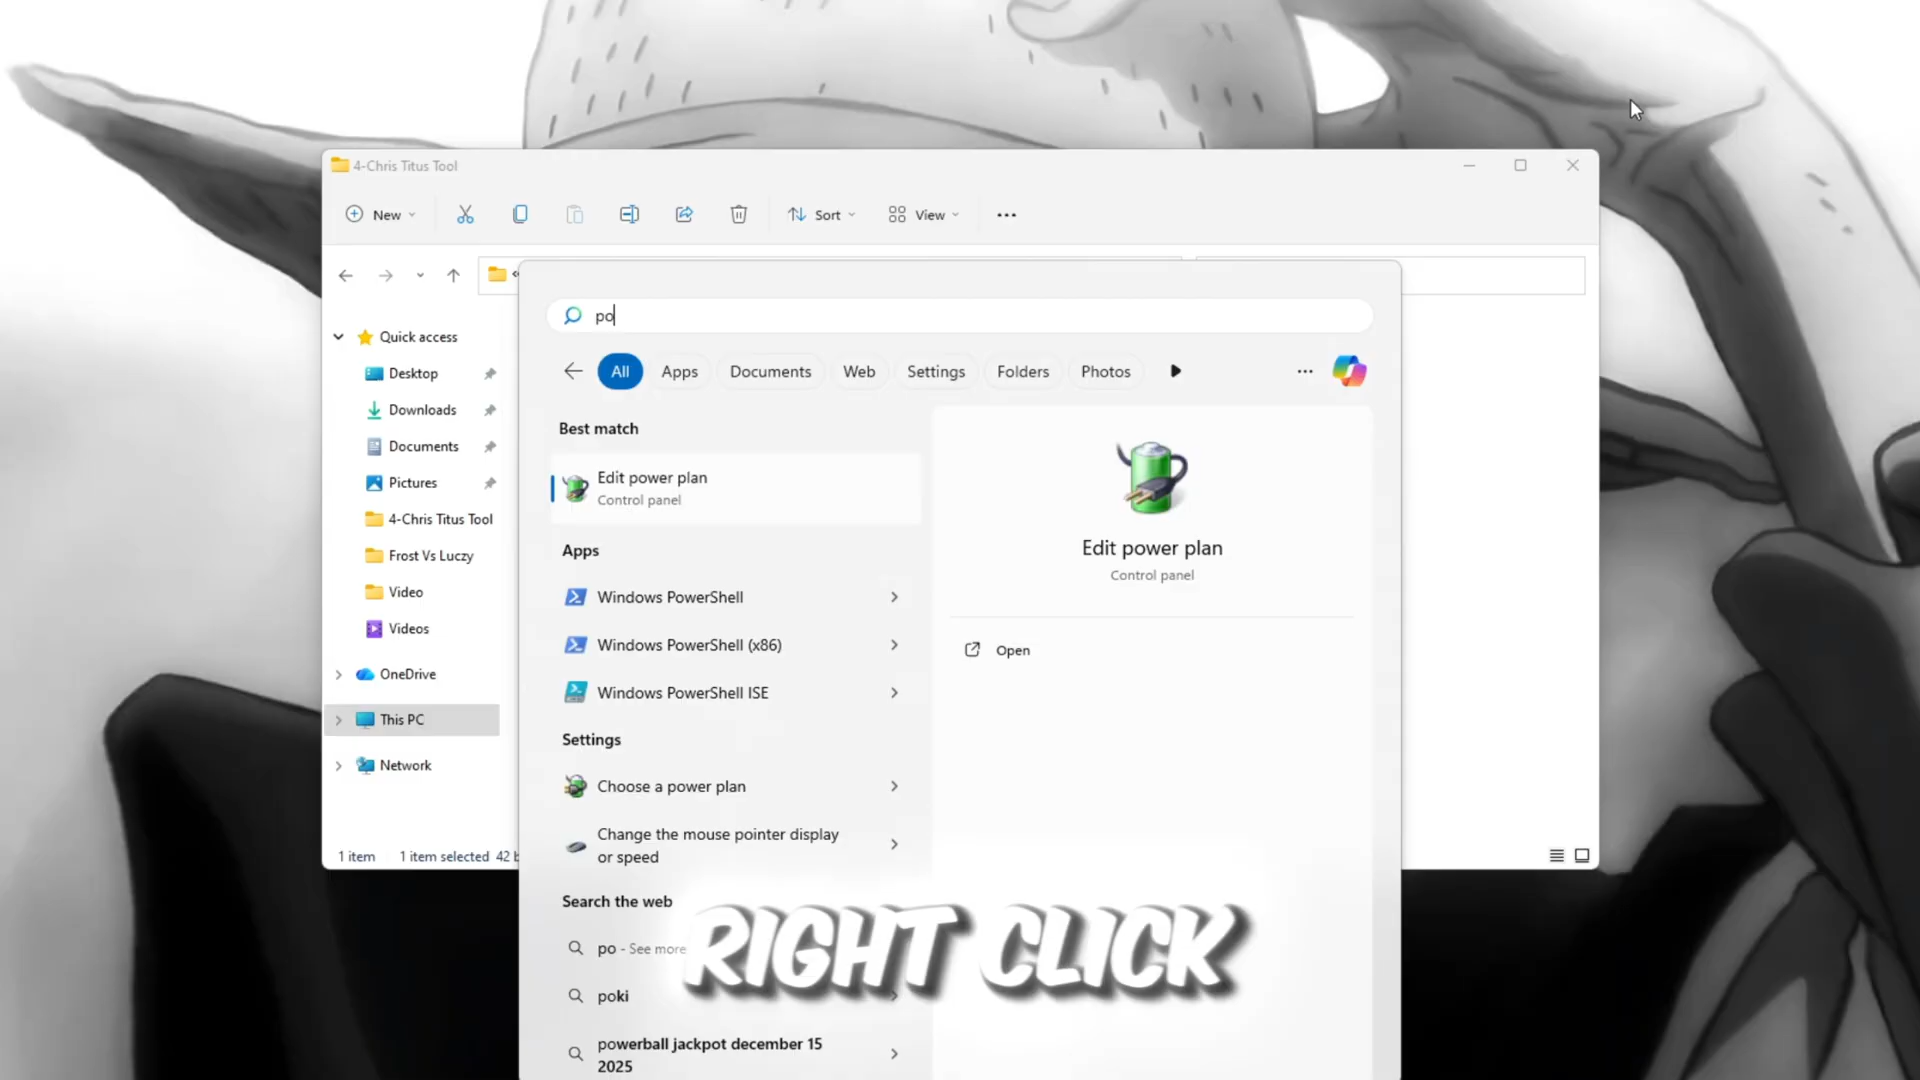 4-Chris Titus Tool
New
Sort
View
po
Quick access
Desktop
Downloads
Documents
Pictures
4-Chris Titus Tool
Frost Vs Luczy
Video
Videos
OneDrive
This PC
Network
1 item 1 item selected 42 b
All Apps Documents Web Settings Folders Photos
Best match
Edit power plan
Control panel
Apps
Windows PowerShell
Windows PowerShell (x86)
Windows PowerShell ISE
Settings
Choose a power plan
Change the mouse pointer display
or speed
Search the web
po - See more
poki
powerball jackpot december 15
2025
Edit power plan
Control panel
Open
RIGHT CLICK